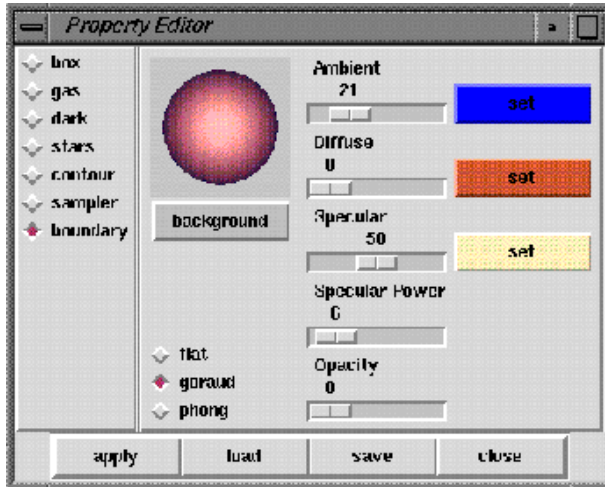 Property Editor
box
gas
dark
stars
contour
sampler
boundary
background
flat
goraud
phong
Ambient
21
set
Diffuse
0
set
Specular
50
set
Specular Power
6
Opacity
0
apply
load
save
close